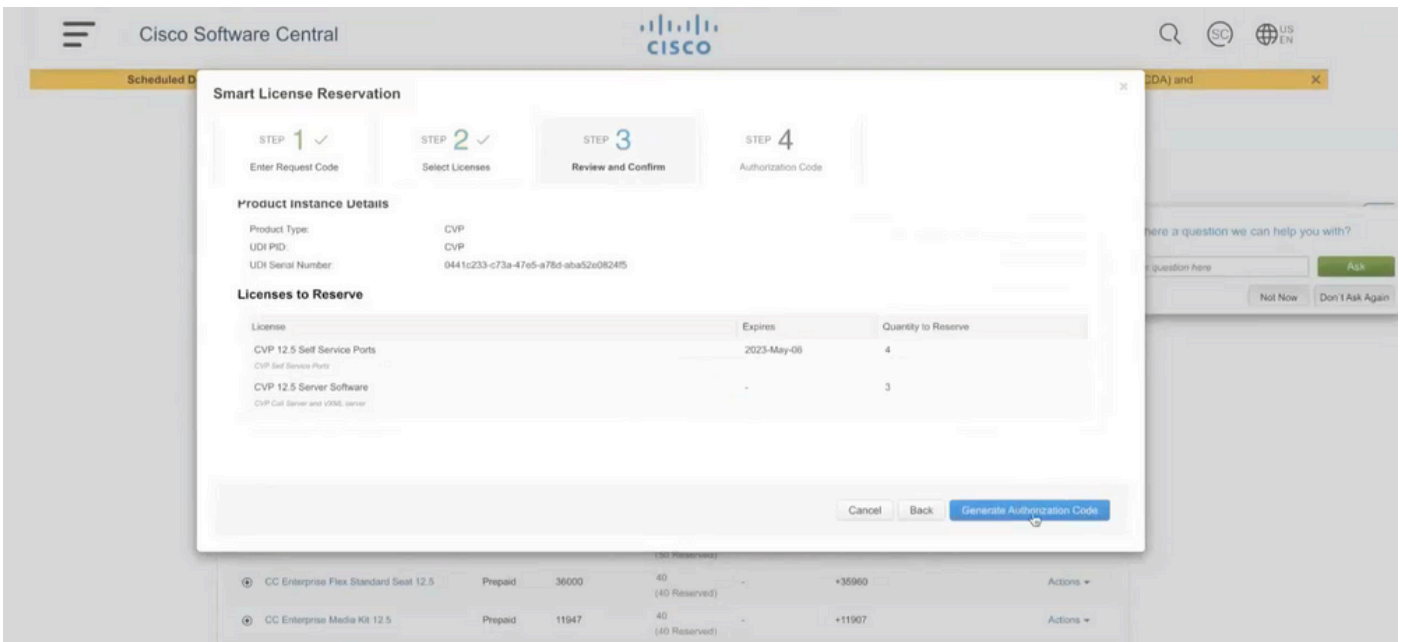 Cisco Software Central
CISCO
SC
US
EN
Scheduled D
CDA) and
Smart License Reservation
STEP 1
Enter Request Code
STEP 2
Select Licenses
STEP 3
Review and Confirm
STEP 4
Authorization Code
Product Instance Details
Product Type: CVP
UDI PID: CVP
UDI Serial Number: 0441c233-c73a-47e5-a78d-aba52e0824f5
Licenses to Reserve
License Expires Quantity to Reserve
CVP 12.5 Self Service Ports 2023-May-06 4
CVP Self Service Ports
CVP 12.5 Server Software - 3
CVP Call Server and VXML server
Cancel Back Generate Authorization Code
here a question we can help you with?
question here Ask
Not Now Don't Ask Again
(50 Reserved)
CC Enterprise Flex Standard Seat 12.5 Prepaid 36000 40 (40 Reserved) - +35960 Actions
CC Enterprise Media Kit 12.5 Prepaid 11947 40 (40 Reserved) - +11907 Actions